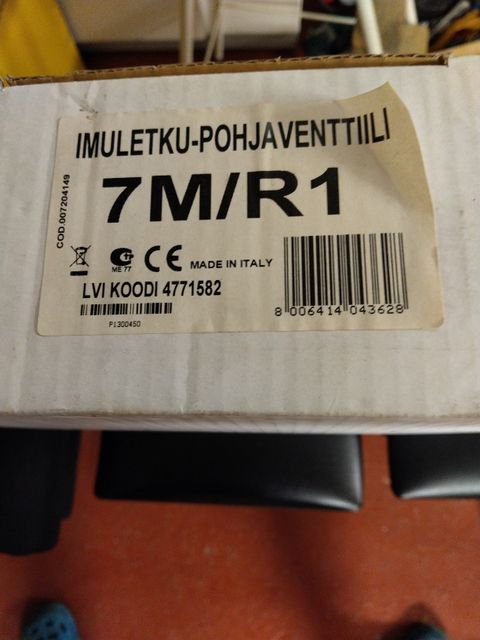 IMULETKU-POHJAVENTTIILI
7M/R1
COD.007204149
ME 77
CE
MADE IN ITALY
LVI KOODI 4771582
P1300450
8 006414 043628